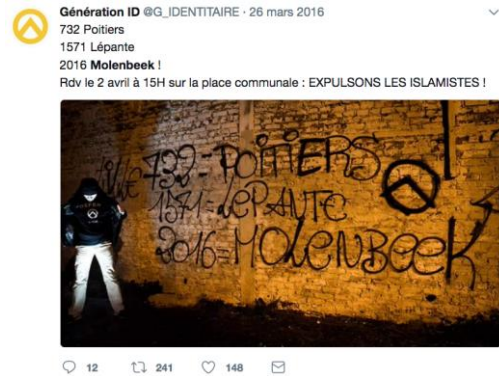 Génération ID @G_IDENTITAIRE · 26 mars 2016
732 Poitiers
1571 Lépante
2016 Molenbeek !
Rdv le 2 avril à 15H sur la place communale : EXPULSONS LES ISLAMISTES !
732=POITIERS
1571=LEPANTE
2016=MOLENBEEK
12 241 148